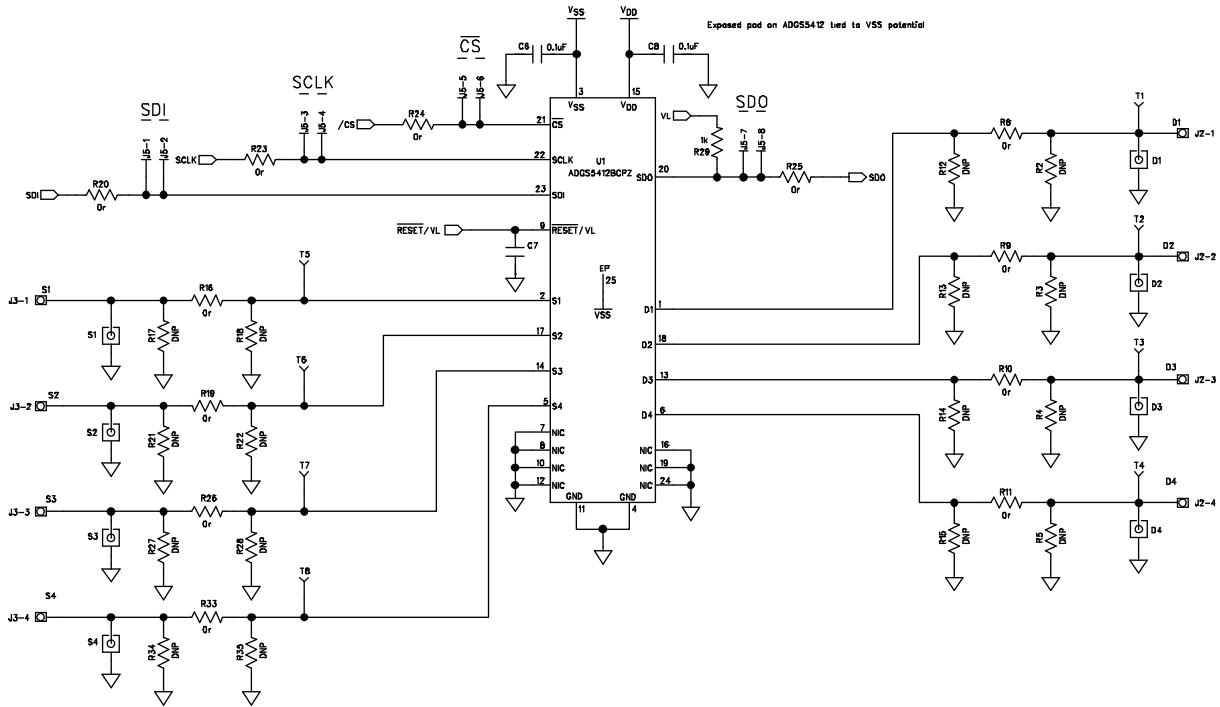 VSS
VDD
Exposed pad on ADGS5412 tied to VSS potential
C6
0.1uF
C8
0.1uF
CS
J5-5
J5-6
3
VSS
15
VDD
SCLK
J5-3
J5-4
/CS
R24
0r
21
CS
SDI
J5-1
J5-2
SCLK
R23
0r
22
SCLK
SDI
R20
0r
23
SDI
U1
ADGS5412BCPZ
VL
1k
R29
SDO
J5-7
J5-8
20
SDO
R25
0r
SDO
RESET/VL
9
RESET/VL
C7
EP
25
VSS
T1
D1
J2-1
R8
0r
R12
DNP
R2
DNP
D1
T2
D2
J2-2
R9
0r
R13
DNP
R3
DNP
D2
T3
D3
J2-3
R10
0r
R14
DNP
R4
DNP
D3
T4
D4
J2-4
R11
0r
R15
DNP
R5
DNP
D4
D1
1
D2
18
D3
13
D4
6
T5
J3-1
S1
R16
0r
S1
R17
DNP
R18
DNP
2
S1
17
S2
14
S3
5
S4
T6
J3-2
S2
R19
0r
S2
R21
DNP
R22
DNP
7
NIC
8
NIC
10
NIC
12
NIC
NIC
16
NIC
19
NIC
24
GND
11
GND
4
T7
J3-3
S3
R26
0r
S3
R27
DNP
R28
DNP
T8
J3-4
S4
R33
0r
S4
R34
DNP
R35
DNP